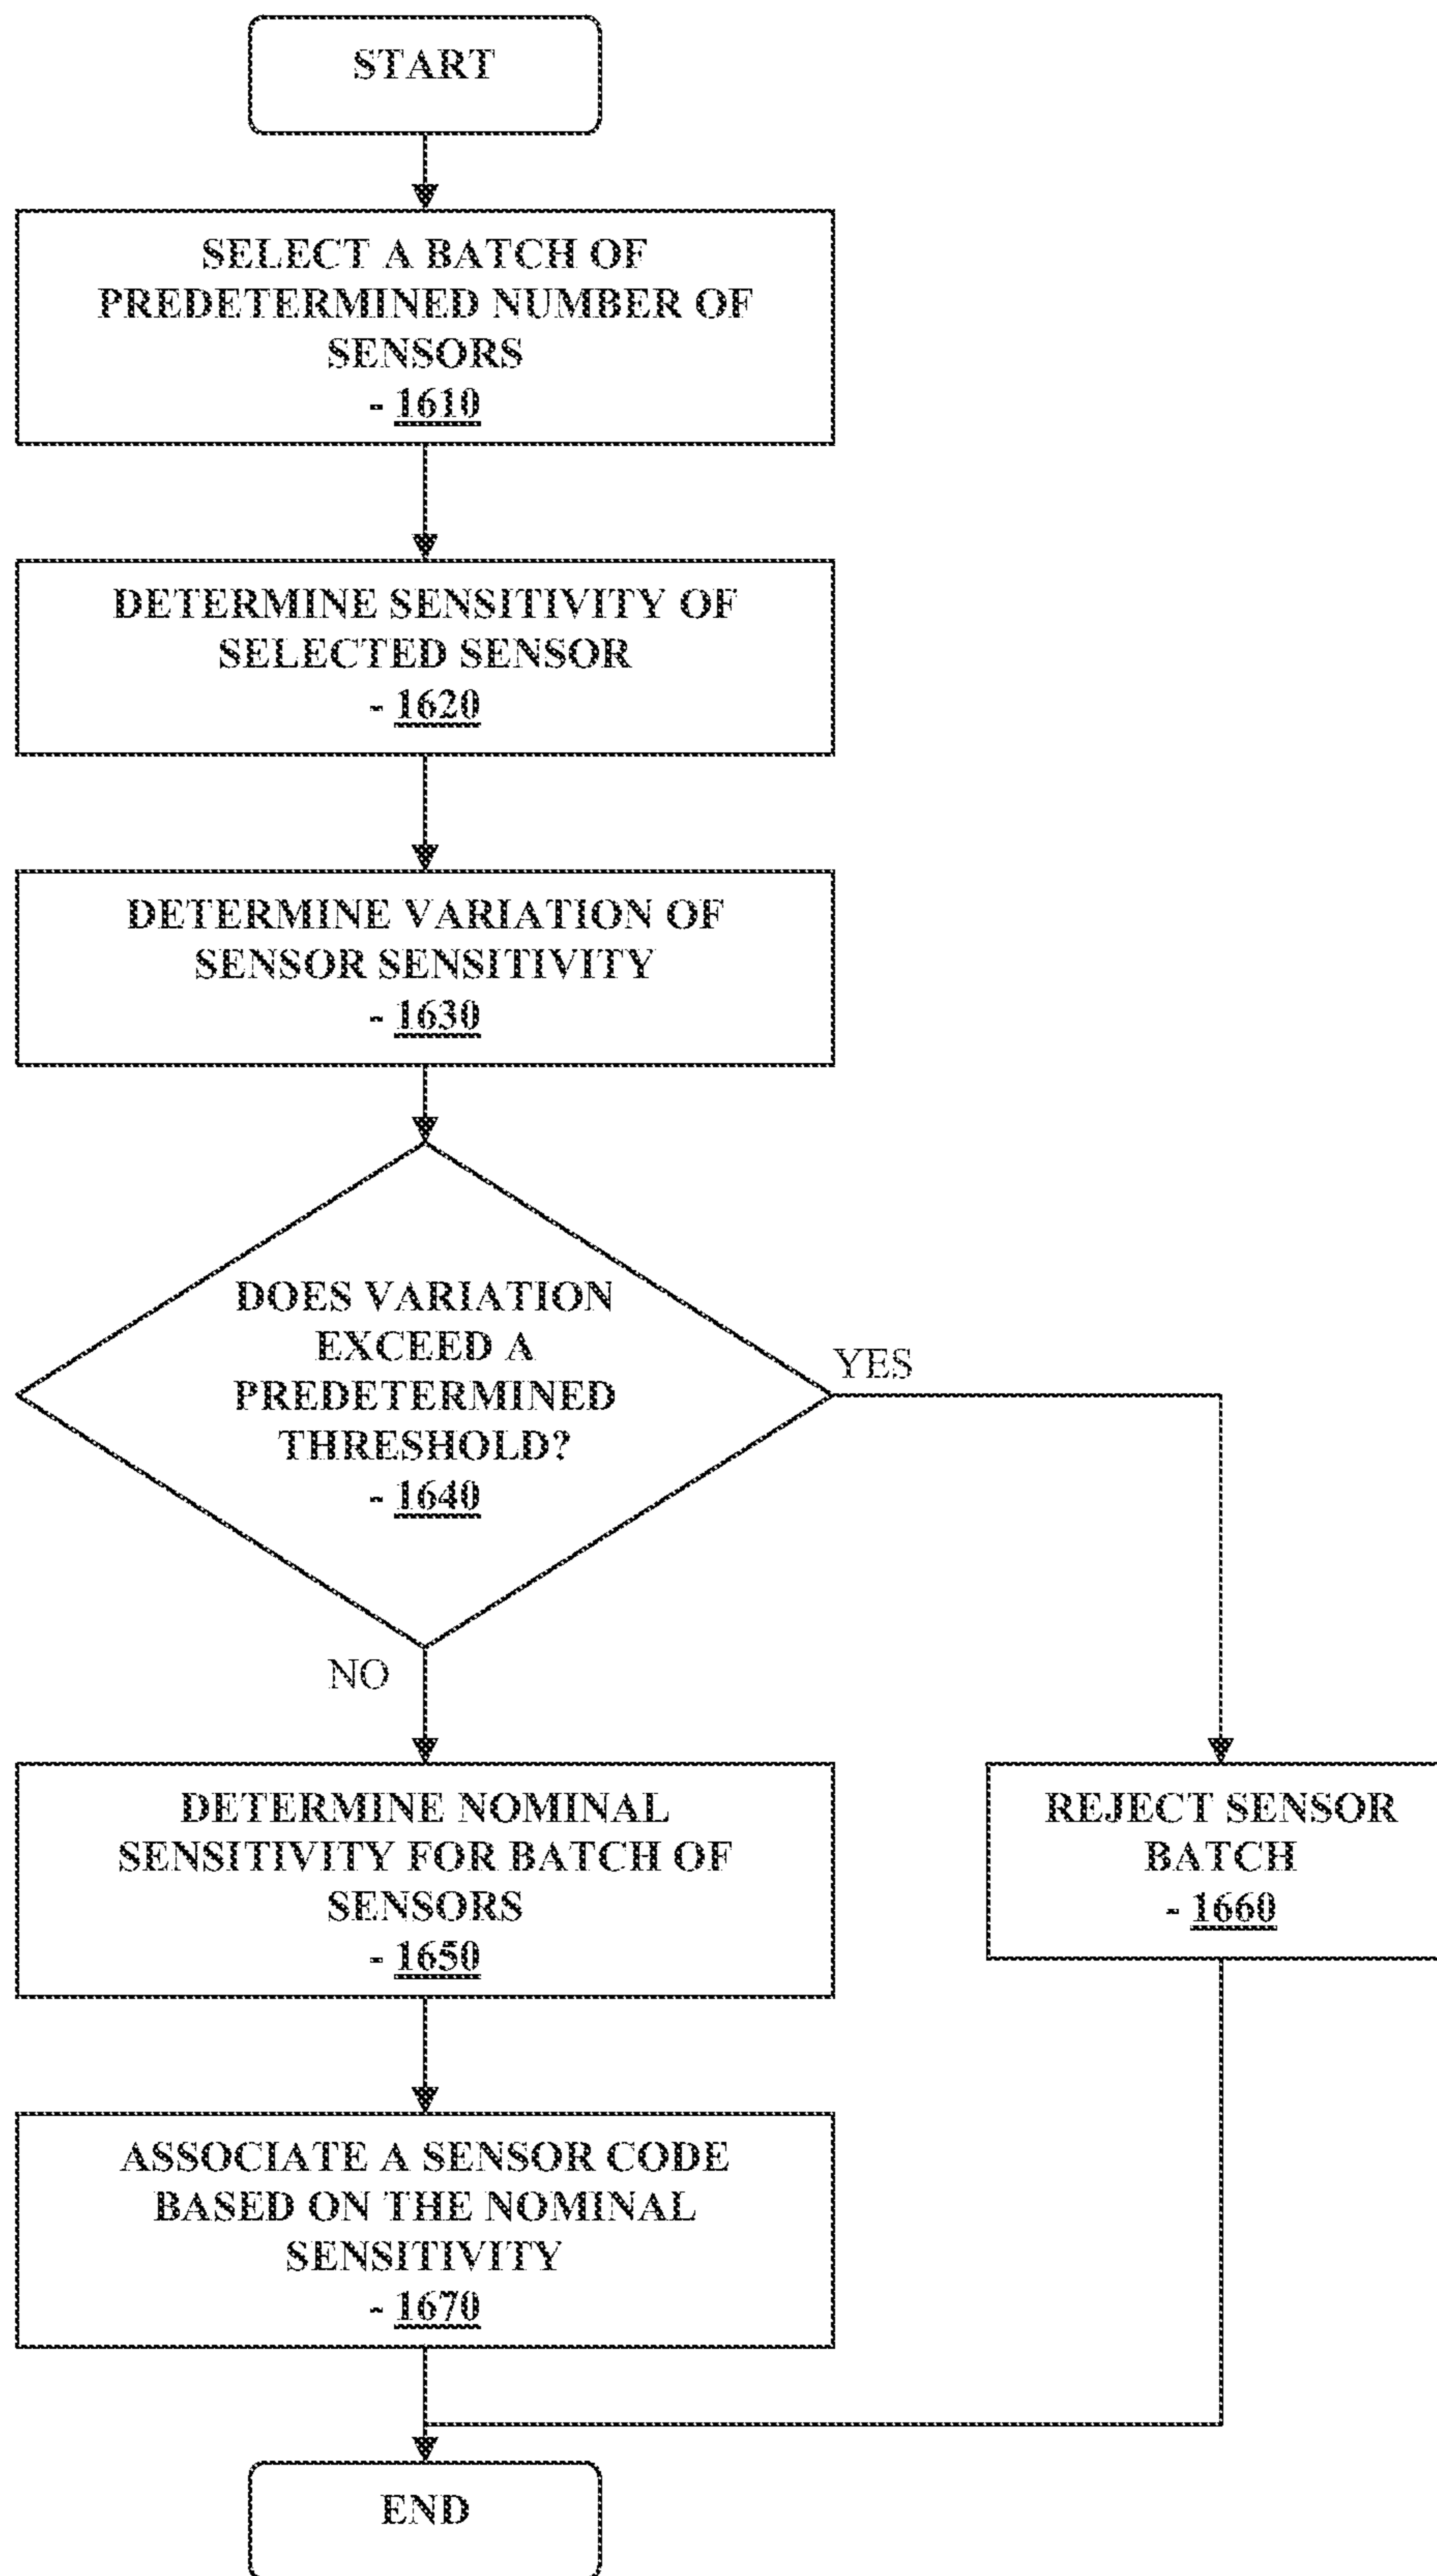 START
SELECT A BATCH OF
PREDETERMINED NUMBER OF
SENSORS
- 1610
DETERMINE SENSITIVITY OF
SELECTED SENSOR
- 1620
DETERMINE VARIATION OF
SENSOR SENSITIVITY
- 1630
DOES VARIATION
EXCEED A
PREDETERMINED
THRESHOLD?
- 1640
YES
NO
DETERMINE NOMINAL
SENSITIVITY FOR BATCH OF
SENSORS
- 1650
REJECT SENSOR
BATCH
- 1660
ASSOCIATE A SENSOR CODE
BASED ON THE NOMINAL
SENSITIVITY
- 1670
END